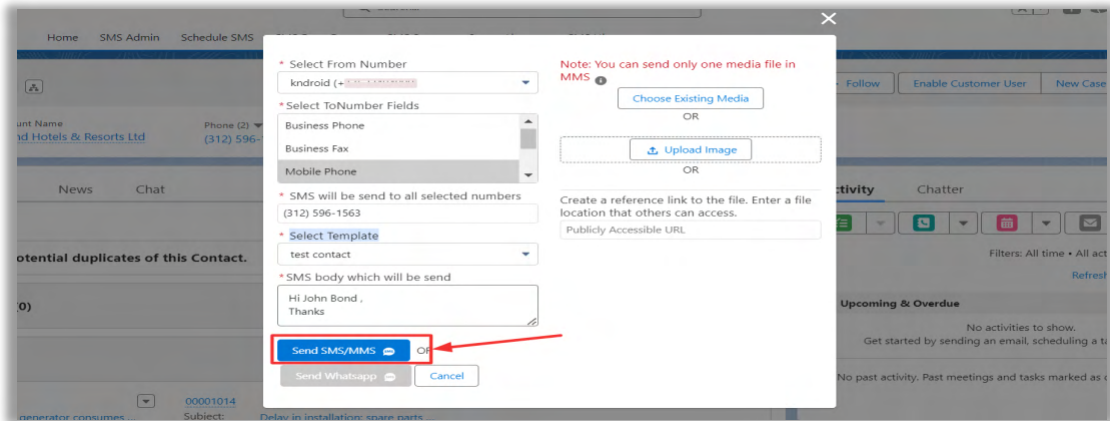 Home SMS Admin Schedule SMS
Follow Enable Customer User New Case
unt Name
nd Hotels & Resorts Ltd
Phone (2)
(312) 596-
News Chat
otential duplicates of this Contact.
(0)
00001014
generator consumes ...
Subject: Delay in installation: spare parts ...
* Select From Number
kndroid (+
* Select ToNumber Fields
Business Phone
Business Fax
Mobile Phone
* SMS will be send to all selected numbers
(312) 596-1563
* Select Template
test contact
* SMS body which will be send
Hi John Bond ,
Thanks
Send SMS/MMS
Send Whatsapp Cancel
Note: You can send only one media file in
MMS
Choose Existing Media
OR
Upload Image
OR
Create a reference link to the file. Enter a file
location that others can access.
Publicly Accessible URL
tivity Chatter
Filters: All time • All act
Refresh
Upcoming & Overdue
No activities to show.
Get started by sending an email, scheduling a ta
No past activity. Past meetings and tasks marked as d